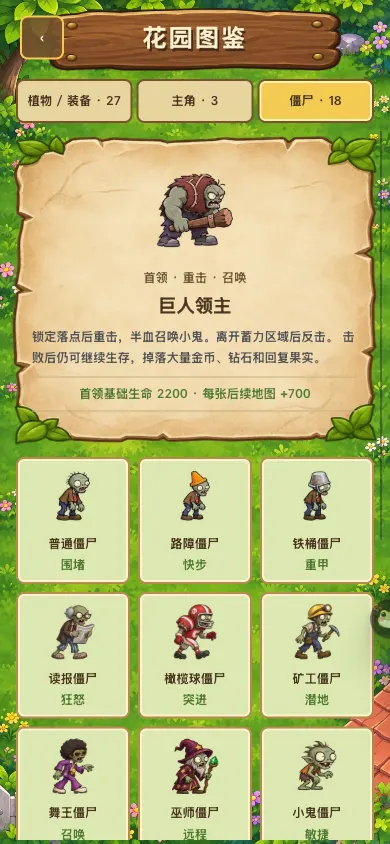 ‹
花园图鉴
植物 / 装备 · 27
主角 · 3
僵尸 · 18
首领 · 重击 · 召唤
巨人领主
锁定落点后重击，半血召唤小鬼。离开蓄力区域后反击。 击
败后仍可继续生存，掉落大量金币、钻石和回复果实。
首领基础生命 2200 · 每张后续地图 +700
普通僵尸
围堵
路障僵尸
快步
铁桶僵尸
重甲
读报僵尸
狂怒
橄榄球僵尸
突进
矿工僵尸
潜地
舞王僵尸
召唤
巫师僵尸
远程
小鬼僵尸
敏捷